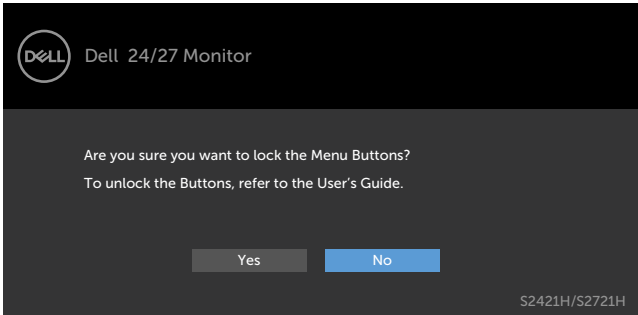 DELL
Dell 24/27 Monitor
Are you sure you want to lock the Menu Buttons?
To unlock the Buttons, refer to the User’s Guide.
Yes No
S2421H/S2721H